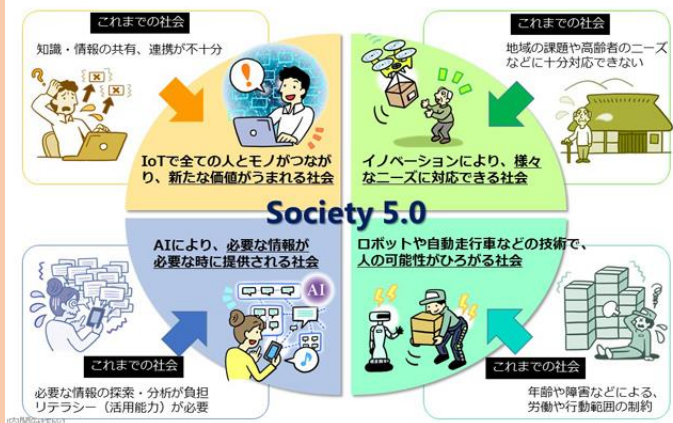 これまでの社会
知識・情報の共有、連携が不十分
IoTで全ての人とモノがつなが
り、新たな価値がうまれる社会
これまでの社会
地域の課題や高齢者のニーズ
などに十分対応できない
イノベーションにより、様々
なニーズに対応できる社会
Society 5.0
AIにより、必要な情報が
必要な時に提供される社会
AI
これまでの社会
必要な情報の探索・分析が負担
リテラシー（活用能力）が必要
ロボットや自動走行車などの技術で、
人の可能性がひろがる社会
これまでの社会
年齢や障害などによる、
労働や行動範囲の制約